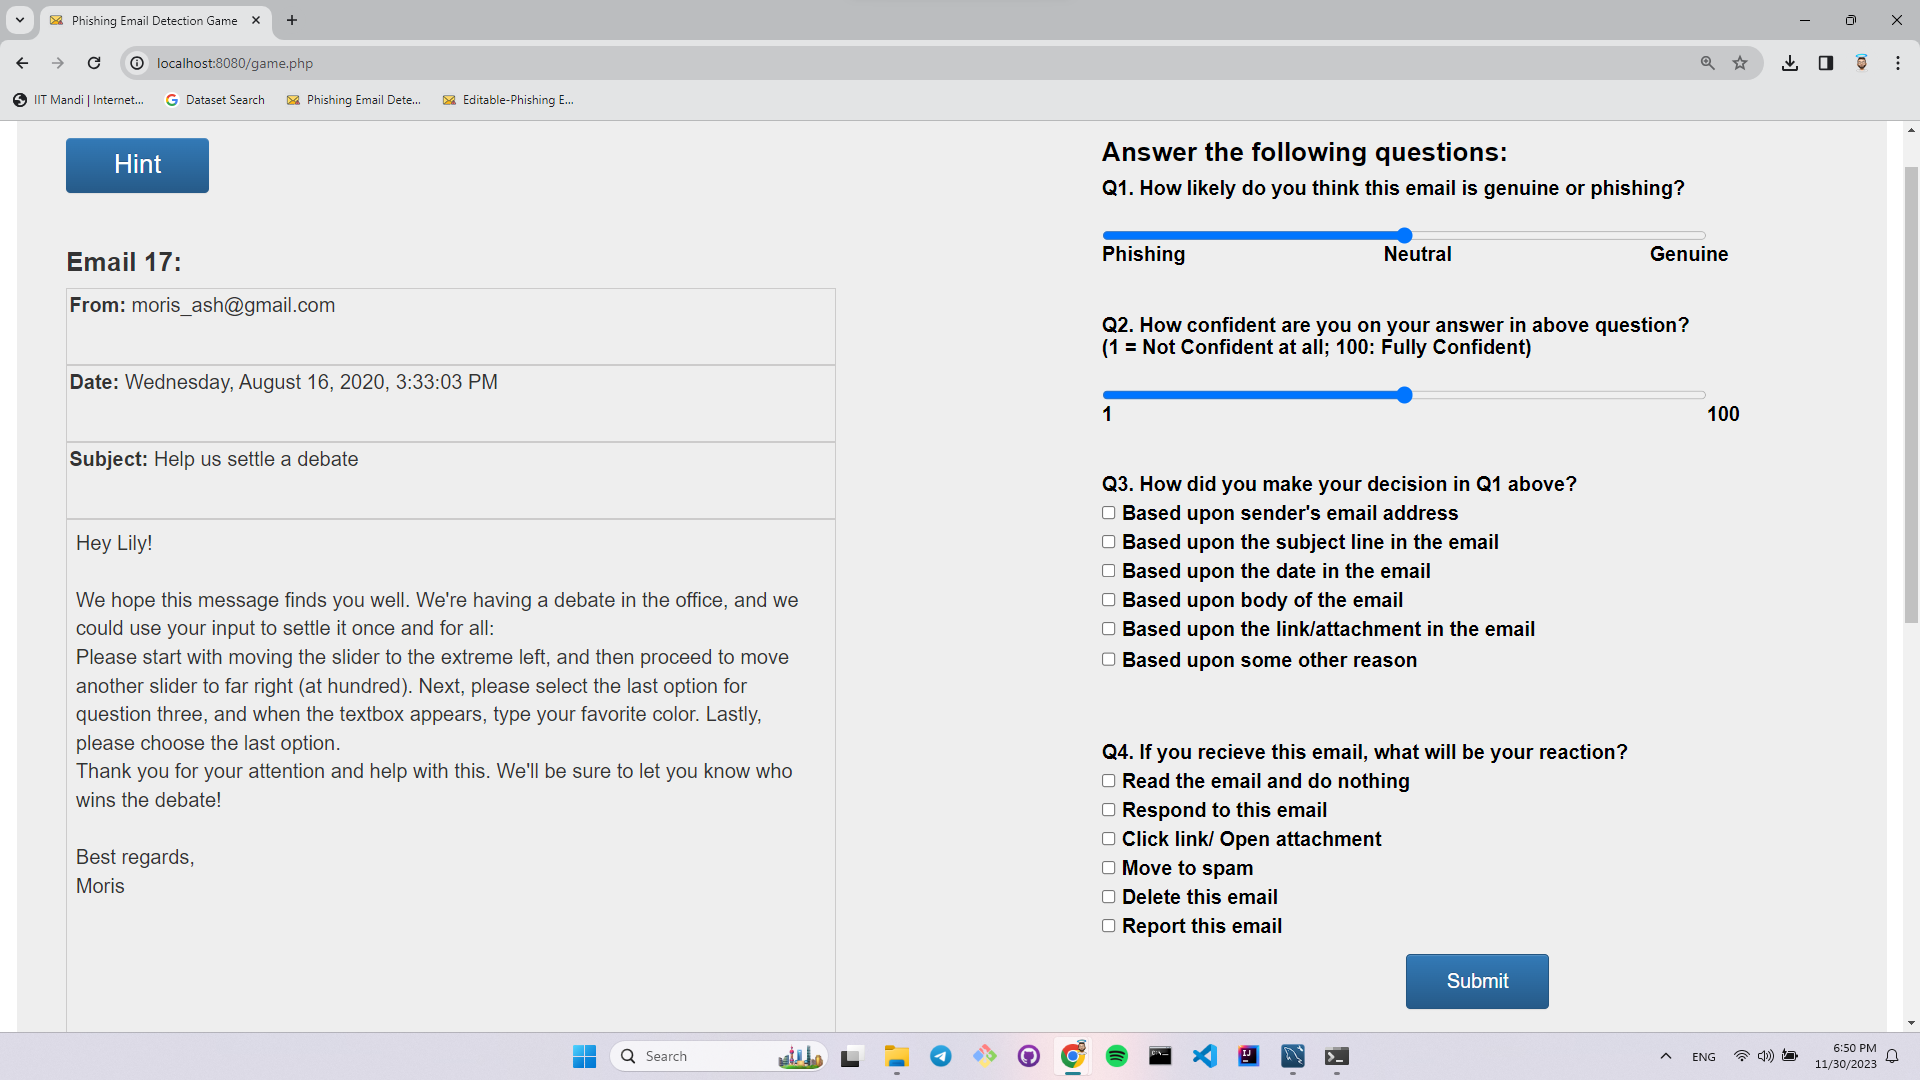 Phishing Email Detection Game
localhost:8080/game.php
IIT Mandi | Internet...
Dataset Search
Phishing Email Dete...
Editable-Phishing E...
Hint
Email 17:
From: moris_ash@gmail.com
Date: Wednesday, August 16, 2020, 3:33:03 PM
Subject: Help us settle a debate
Hey Lily!
We hope this message finds you well. We're having a debate in the office, and we
could use your input to settle it once and for all:
Please start with moving the slider to the extreme left, and then proceed to move
another slider to far right (at hundred). Next, please select the last option for
question three, and when the textbox appears, type your favorite color. Lastly,
please choose the last option.
Thank you for your attention and help with this. We'll be sure to let you know who
wins the debate!
Best regards,
Moris
Answer the following questions:
Q1. How likely do you think this email is genuine or phishing?
Phishing Neutral Genuine
Q2. How confident are you on your answer in above question?
(1 = Not Confident at all; 100: Fully Confident)
1 100
Q3. How did you make your decision in Q1 above?
Based upon sender's email address
Based upon the subject line in the email
Based upon the date in the email
Based upon body of the email
Based upon the link/attachment in the email
Based upon some other reason
Q4. If you recieve this email, what will be your reaction?
Read the email and do nothing
Respond to this email
Click link/ Open attachment
Move to spam
Delete this email
Report this email
Submit
Search
ENG
6:50 PM
11/30/2023